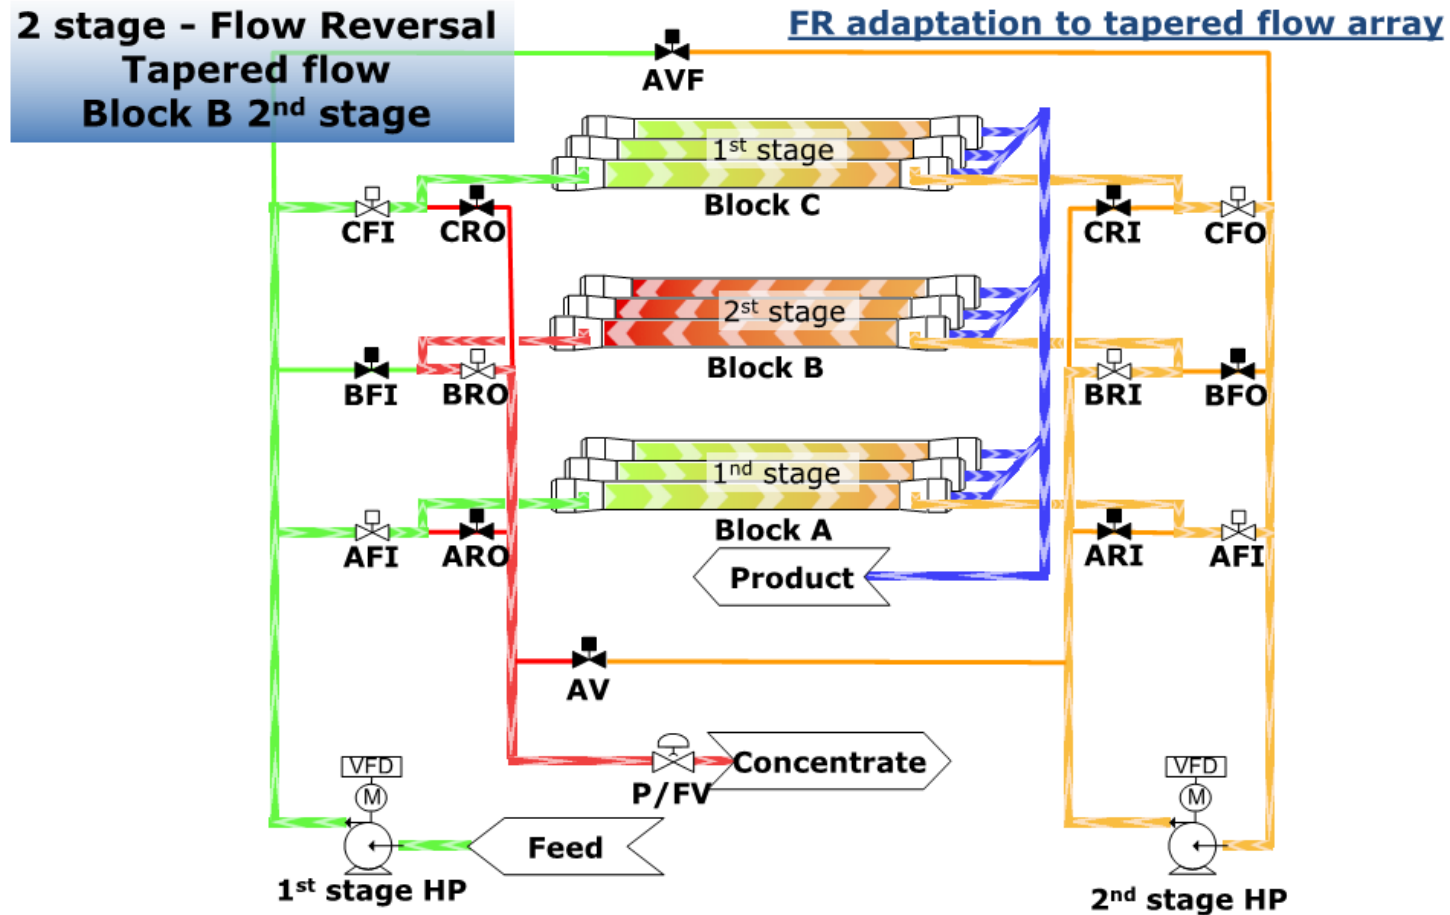 2 stage - Flow Reversal
Tapered flow
Block B 2nd stage
FR adaptation to tapered flow array
AVF
1st stage
Block C
CFI
CRO
CRI
CFO
2st stage
Block B
BFI
BRO
BRI
BFO
1nd stage
Block A
AFI
ARO
ARI
AFI
Product
AV
Concentrate
P/FV
VFD
M
Feed
1st stage HP
VFD
M
2nd stage HP